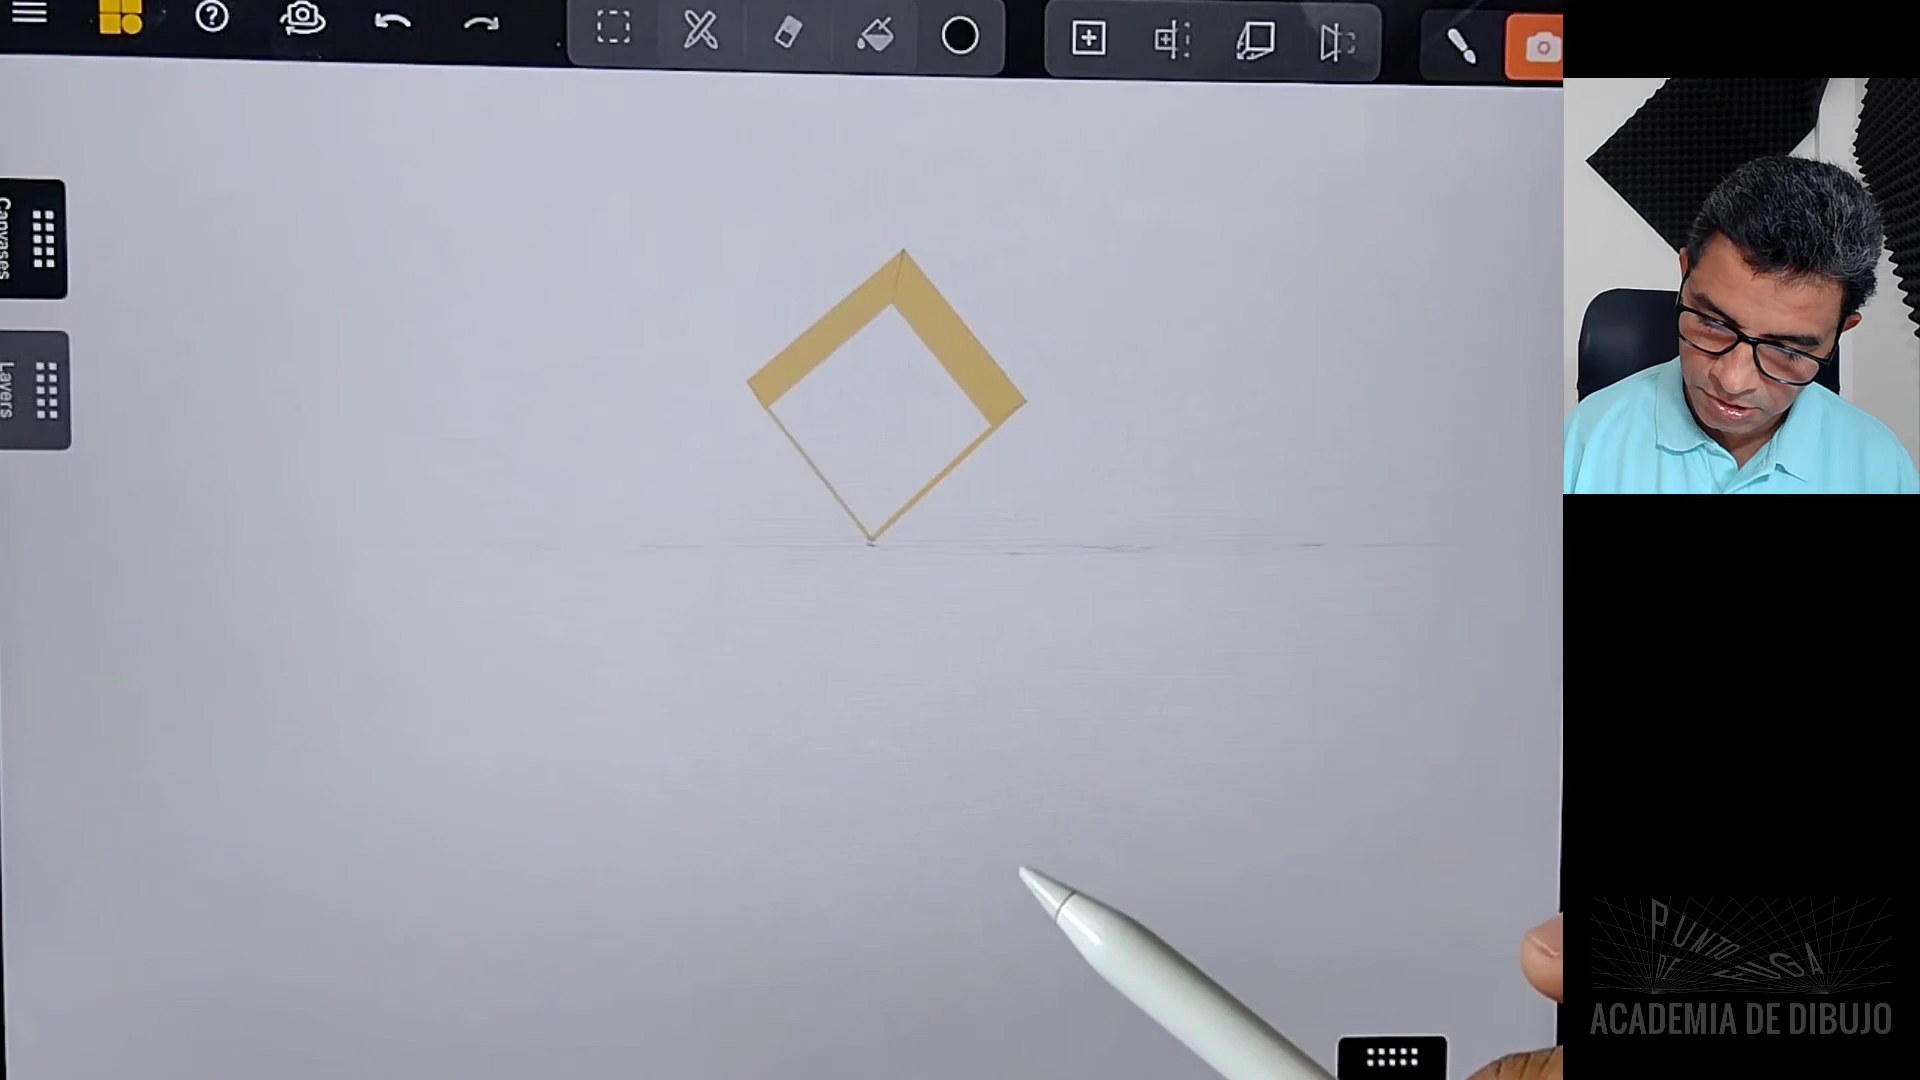 ?
Canvases
Layers
PUNTO
DE FUGA
ACADEMIA DE DIBUJO